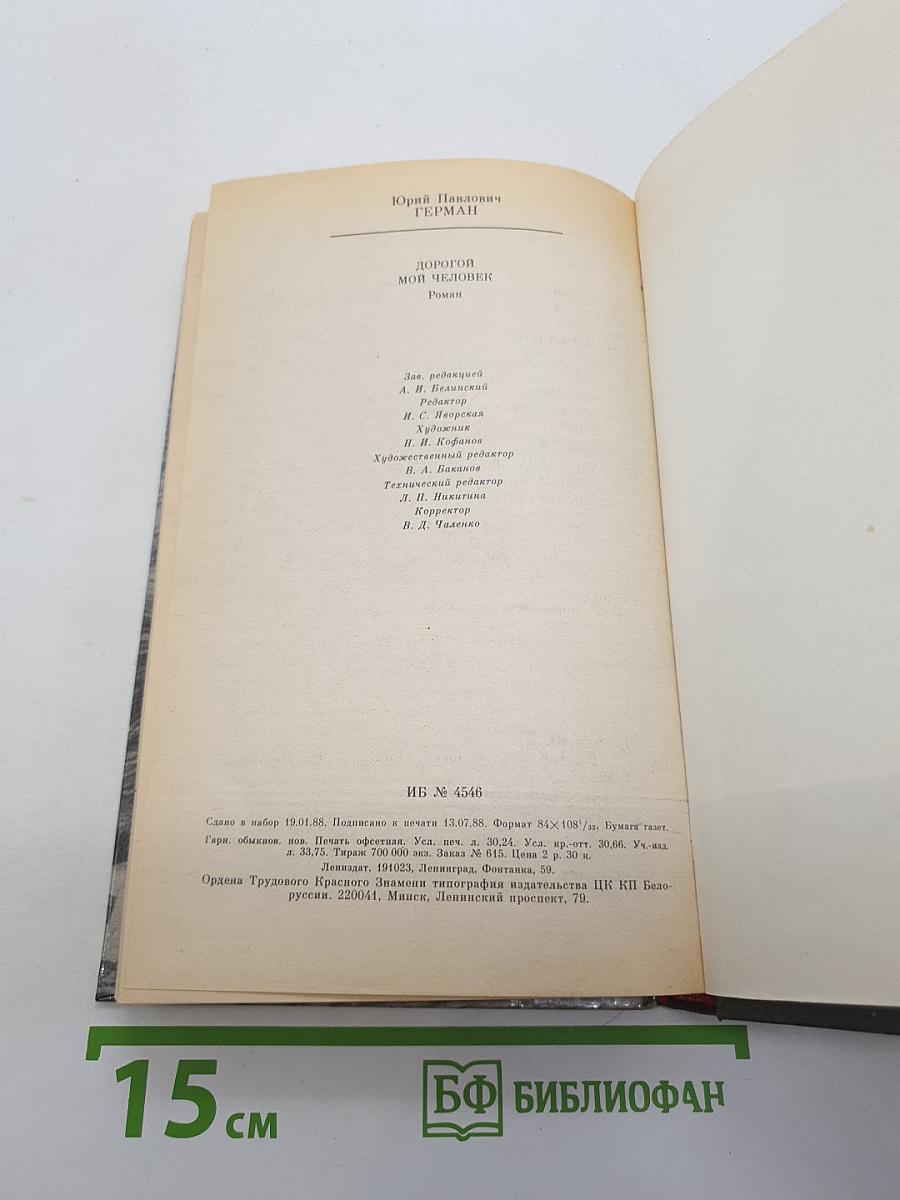 Юрий Павлович
ГЕРМАН
ДОРОГОЙ
МОЙ ЧЕЛОВЕК
Роман
Зав. редакцией
А. И. Белинский
Редактор
И. С. Яворская
Художник
Н. И. Кофанов
Художественный редактор
В. А. Баканов
Технический редактор
Л. П. Никитина
Корректор
В. Д. Чаленко
ИБ № 4546
Сдано в набор 19.01.88. Подписано к печати 13.07.88. Формат 84×108¹/₃₂. Бумага газет.
Гарн. обыкнов. нов. Печать офсетная. Усл. печ. л. 30,24. Усл. кр.-отт. 30,66. Уч.-изд.
л. 33,75. Тираж 700 000 экз. Заказ № 615. Цена 2 р. 30 к.
Лениздат, 191023, Ленинград, Фонтанка, 59.
Ордена Трудового Красного Знамени типография издательства ЦК КП Бело-
руссии. 220041, Минск, Ленинский проспект, 79.
15 см
БФ БИБЛИОФАН